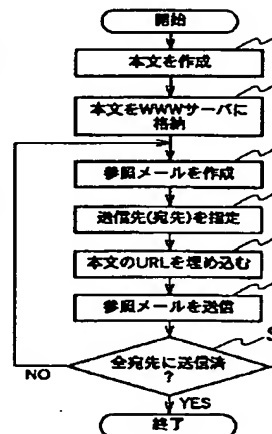 開始
本文を作成
本文をWWWサーバに
格納
参照メールを作成
送信先(宛先)を指定
本文のURLを埋め込む
参照メールを送信
S
全宛先に送信済
?
NO
YES
終了